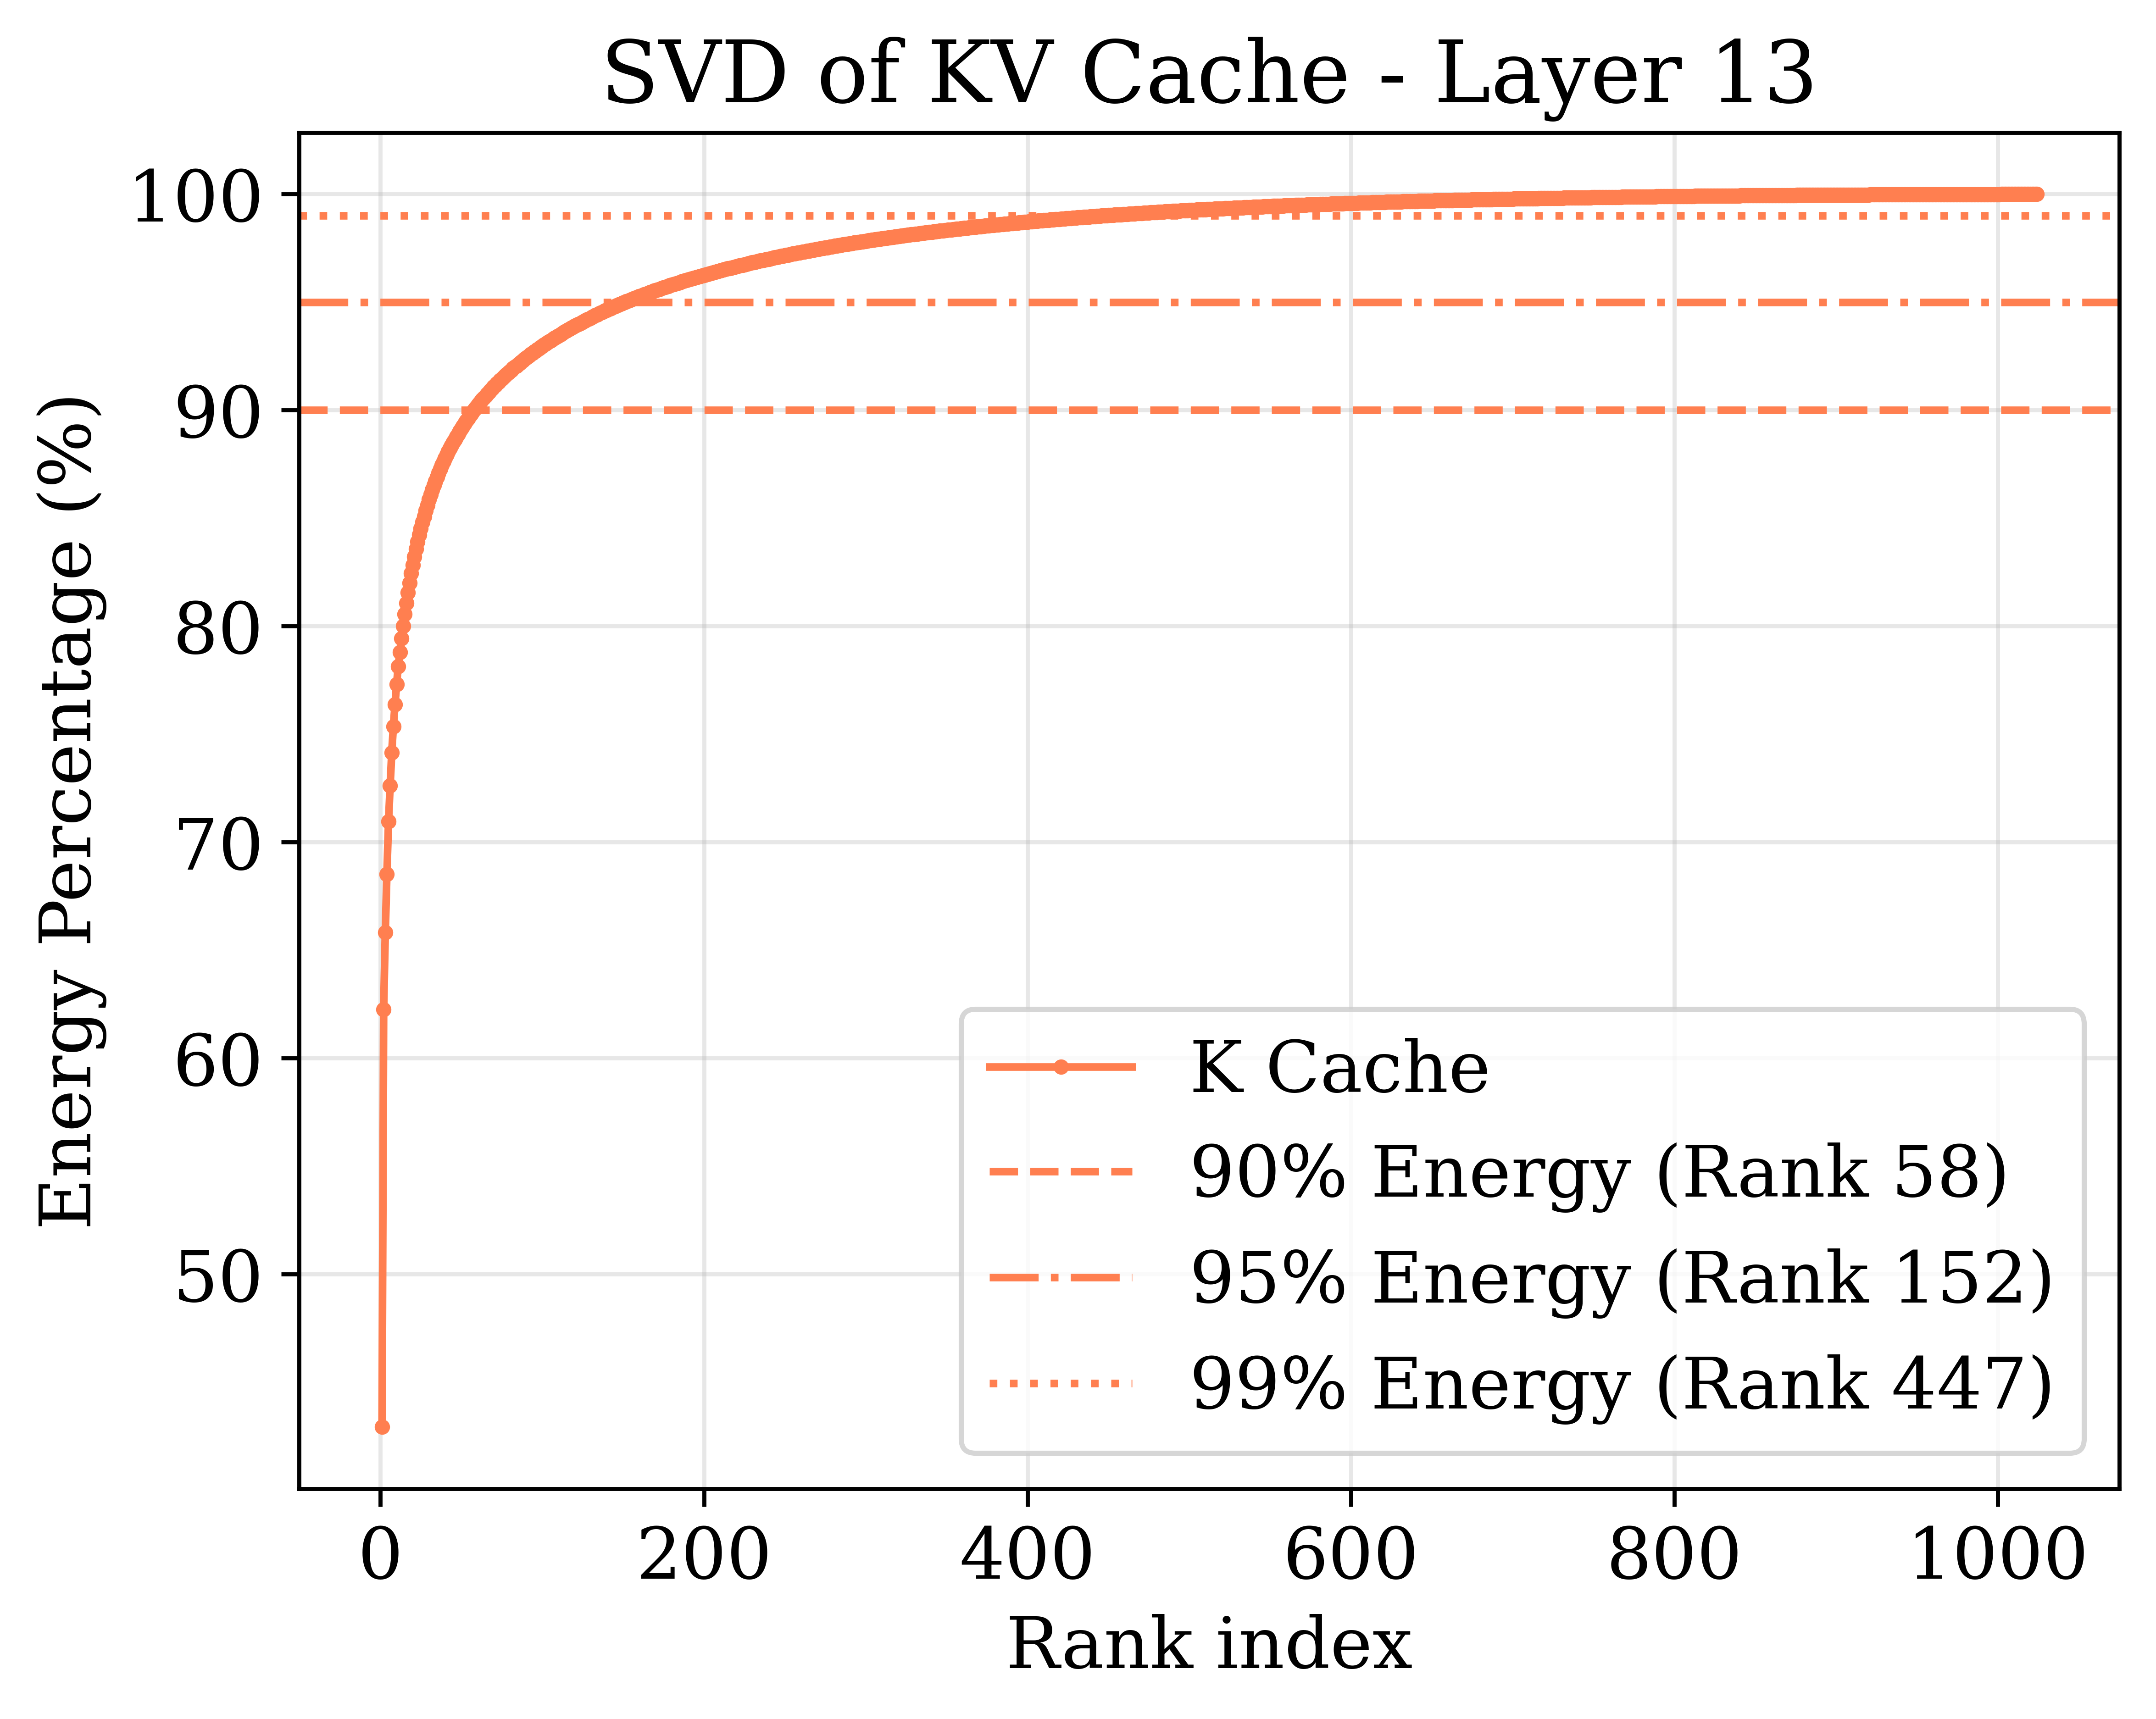 SVD of KV Cache - Layer 13
Energy Percentage (%)
100
90
80
70
60
50
K Cache
90% Energy (Rank 58)
95% Energy (Rank 152)
99% Energy (Rank 447)
0 200 400 600 800 1000
Rank index